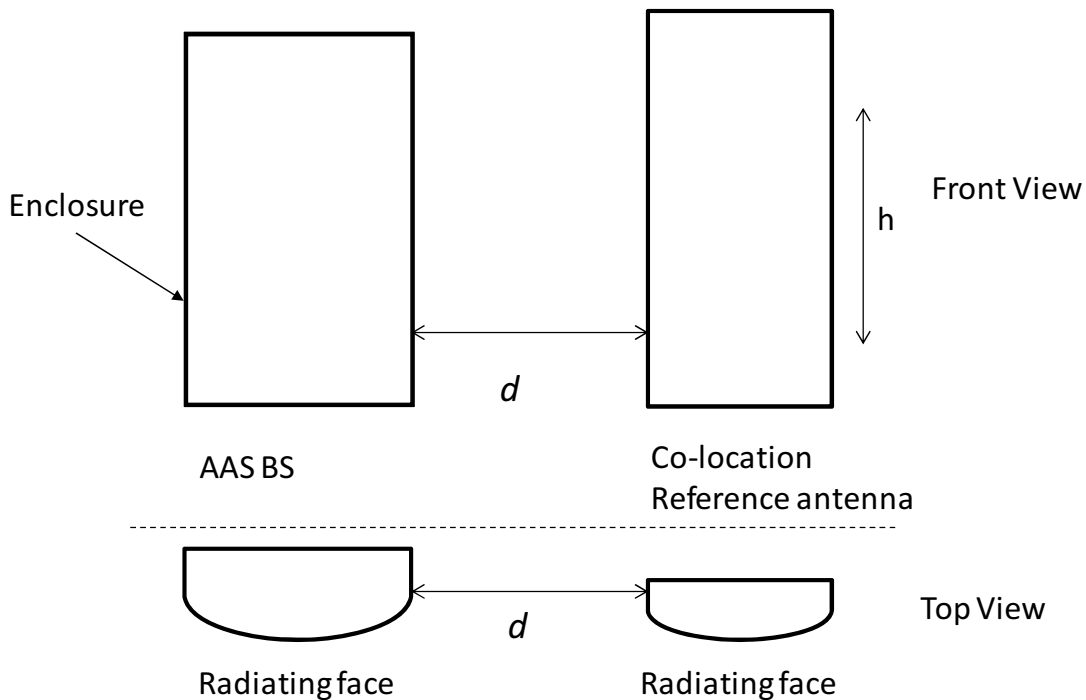 Enclosure
Front View
h
d
AAS BS
Co-location
Reference antenna
d
Top View
Radiating face
Radiating face